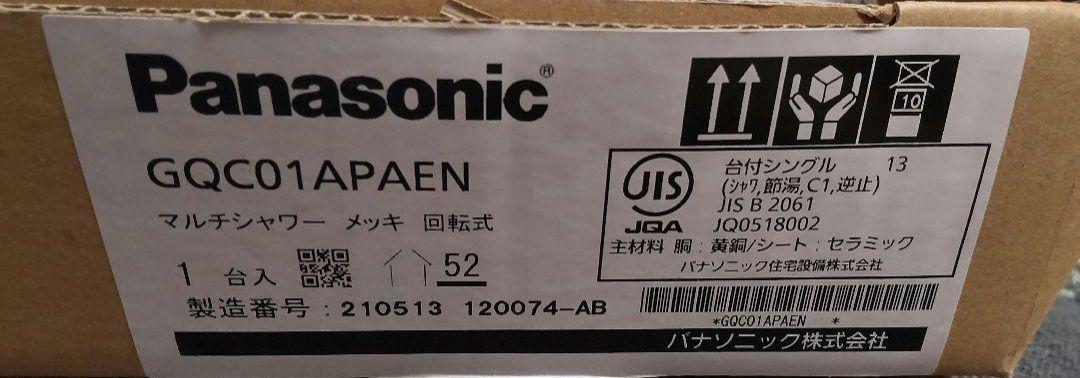 Panasonic®
GQC01APAEN
マルチシャワー メッキ 回転式
1 台入
52
製造番号：210513 120074-AB
10
JIS
JQA
台付シングル 13
(ｼｬﾜ,節湯,C1,逆止)
JIS B 2061
JQ0518002
主材料 胴：黄銅/シート：セラミック
パナソニック住宅設備株式会社
*GQC01APAEN *
パナソニック株式会社